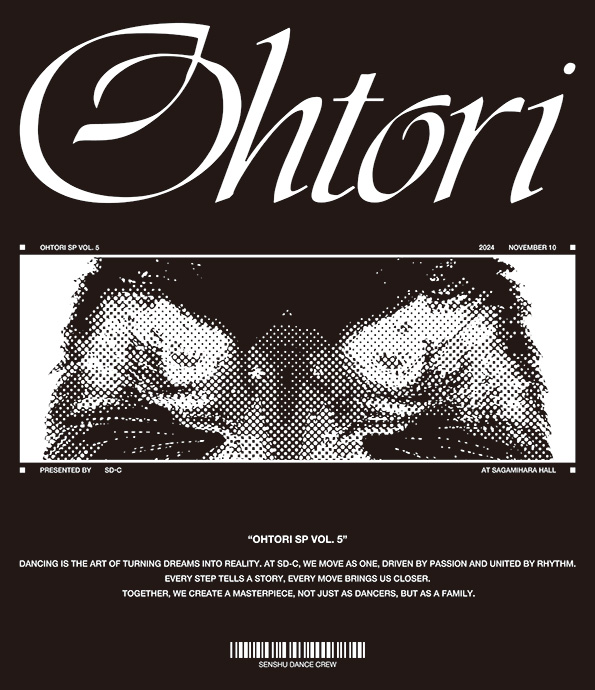 Ohtori
OHTORI SP VOL. 5 2024 NOVEMBER 10
PRESENTED BY SD-C AT SAGAMIHARA HALL
“OHTORI SP VOL. 5”
DANCING IS THE ART OF TURNING DREAMS INTO REALITY. AT SD-C, WE MOVE AS ONE, DRIVEN BY PASSION AND UNITED BY RHYTHM.
EVERY STEP TELLS A STORY, EVERY MOVE BRINGS US CLOSER.
TOGETHER, WE CREATE A MASTERPIECE, NOT JUST AS DANCERS, BUT AS A FAMILY.
SENSHU DANCE CREW